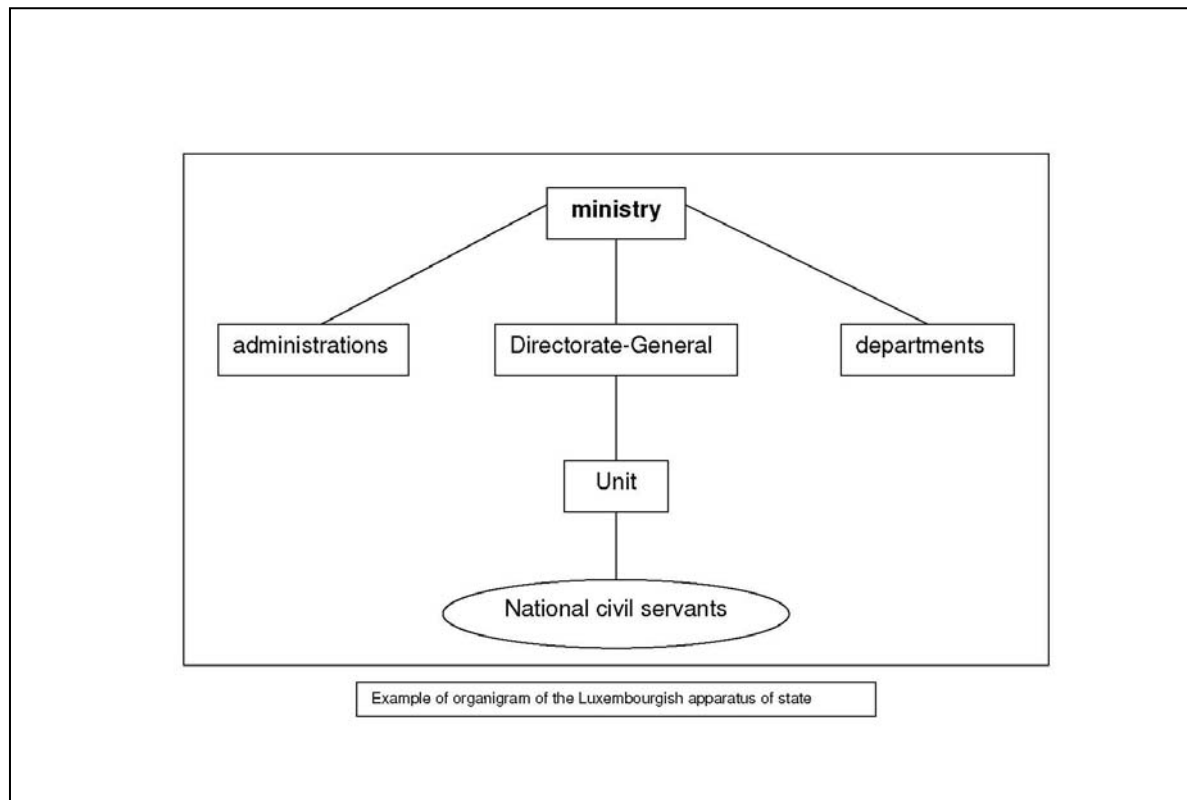 ministry
administrations
Directorate-General
departments
Unit
National civil servants
Example of organigram of the Luxembourgish apparatus of state